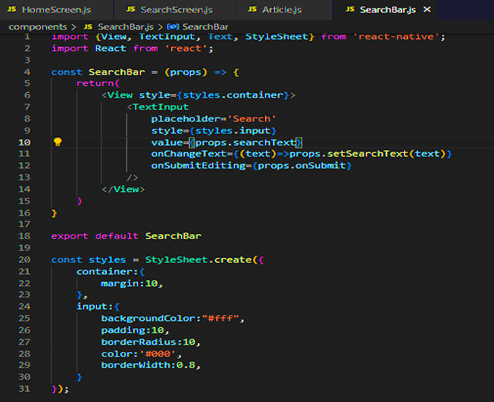 JS HomeScreen.js JS SearchScreen.js JS Article.js JS SearchBar.js X
components > JS SearchBar.js > SearchBar
1 import {View, TextInput, Text, StyleSheet} from 'react-native';
2 import React from 'react';
3
4 const SearchBar = (props) => {
5 return(
6 <View style={styles.container}>
7 <TextInput
8 placeholder='Search'
9 style={styles.input}
10 value={props.searchText}
11 onChangeText={(text)=>props.setSearchText(text)}
12 onSubmitEditing={props.onSubmit}
13 />
14 </View>
15 )
16 }
17
18 export default SearchBar
19
20 const styles = StyleSheet.create({
21 container:{
22 margin:10,
23 },
24 input:{
25 backgroundColor:"#fff",
26 padding:10,
27 borderRadius:10,
28 color:'#000',
29 borderWidth:0.8,
30 }
31 });